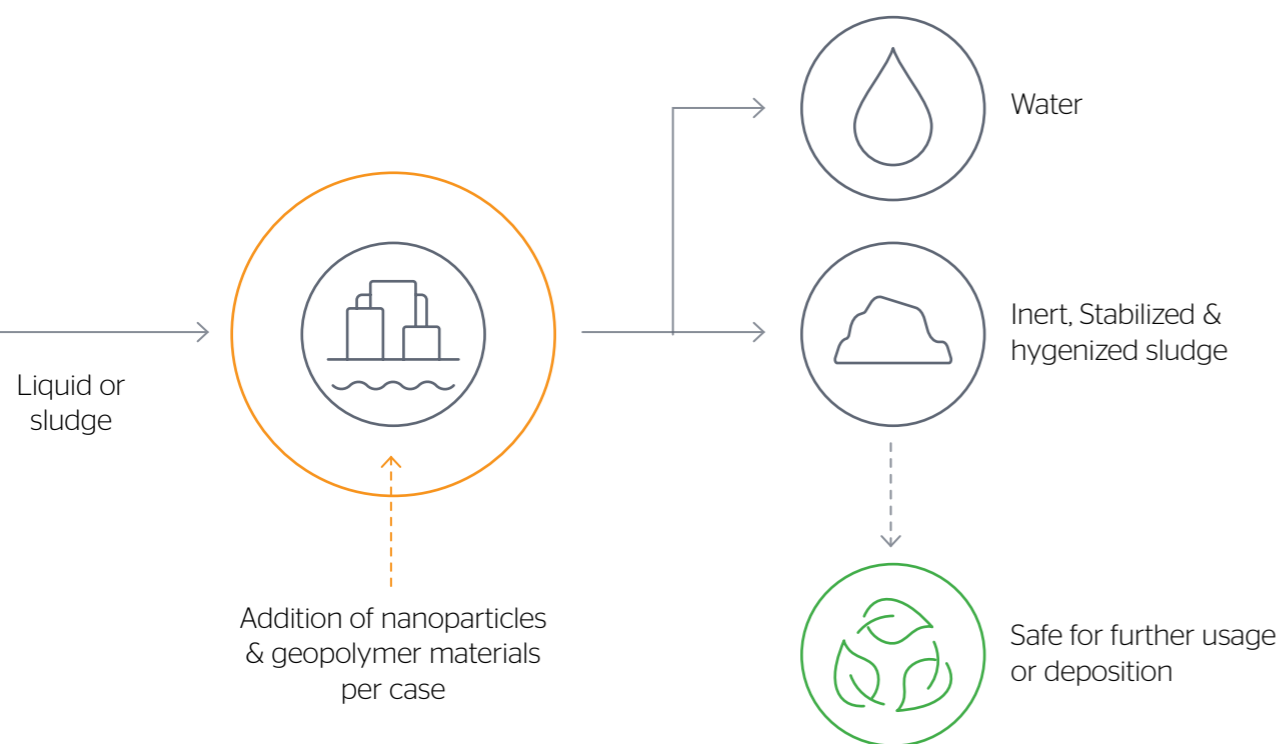 Water
Inert, Stabilized &
hygenized sludge
Liquid or
sludge
Addition of nanoparticles
& geopolymer materials
per case
Safe for further usage
or deposition